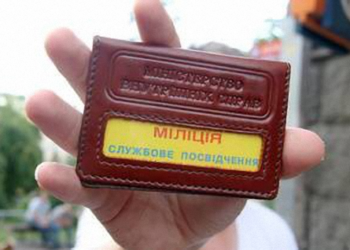 МІНІСТЕРСТВО
ВНУТРІШНІХ СПРАВ
МІЛІЦІЯ
СЛУЖБОВЕ ПОСВІДЧЕННЯ